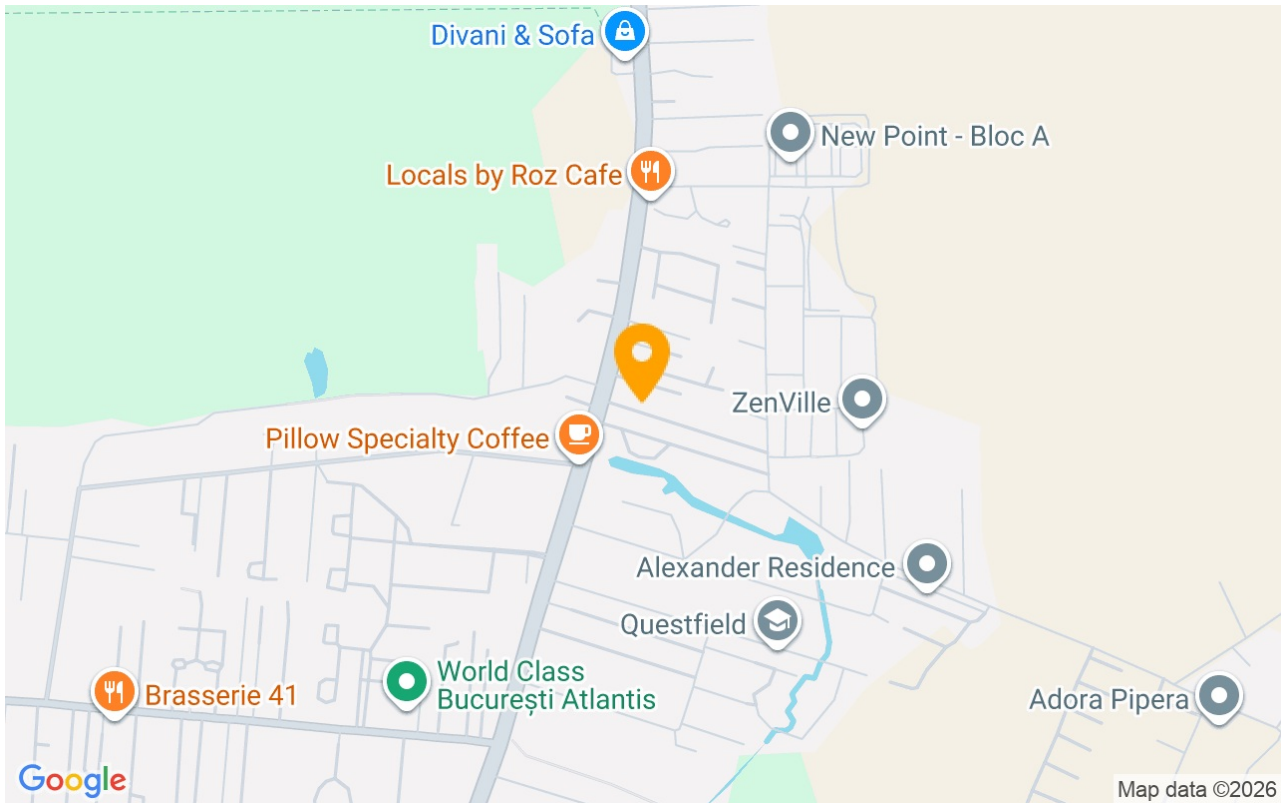 Divani & Sofa
New Point - Bloc A
Locals by Roz Cafe
ZenVille
Pillow Specialty Coffee
Alexander Residence
Questfield
World Class
București Atlantis
Brasserie 41
Adora Pipera
Google
Map data ©2026